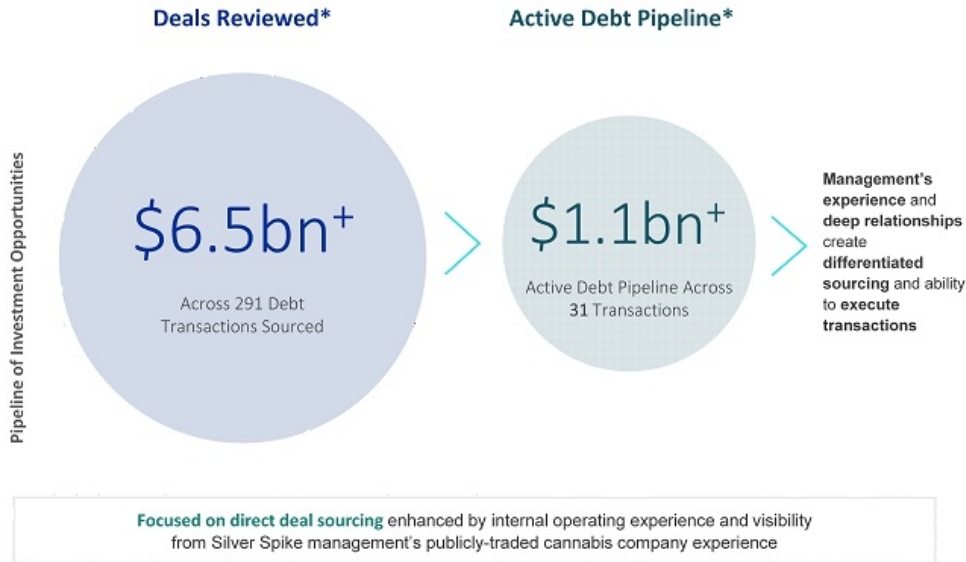 Deals Reviewed*
Active Debt Pipeline*
Pipeline of Investment Opportunities
$6.5bn+
Across 291 Debt
Transactions Sourced
$1.1bn+
Active Debt Pipeline Across
31 Transactions
Management's
experience and
deep relationships
create
differentiated
sourcing and ability
to execute
transactions
Focused on direct deal sourcing enhanced by internal operating experience and visibility
from Silver Spike management's publicly-traded cannabis company experience